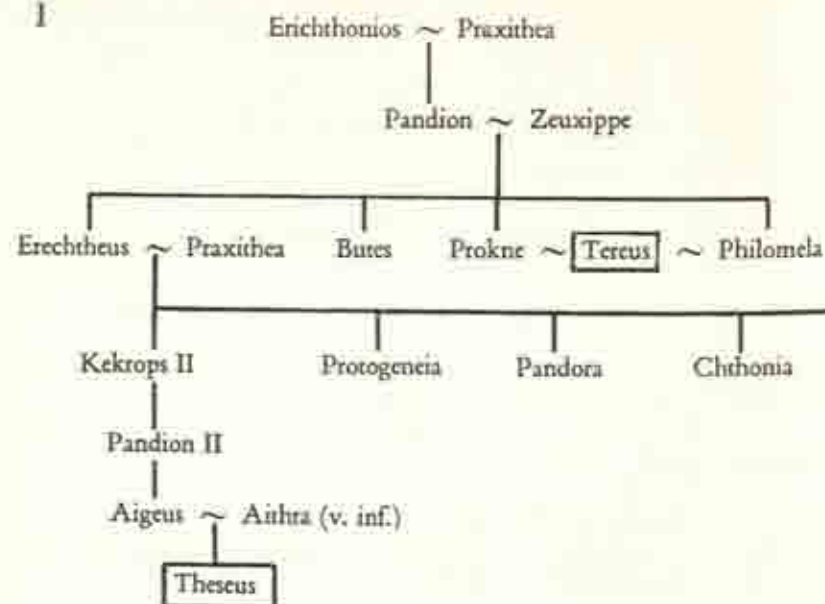 I
Erichthonios ~ Praxithea
Pandion ~ Zeuxippe
Erechtheus ~ Praxithea Butes Prokne ~ Tereus ~ Philomela
Kekrops II Protogeneia Pandora Chthonia
Pandion II
Aigeus ~ Aithra (v. inf.)
Theseus